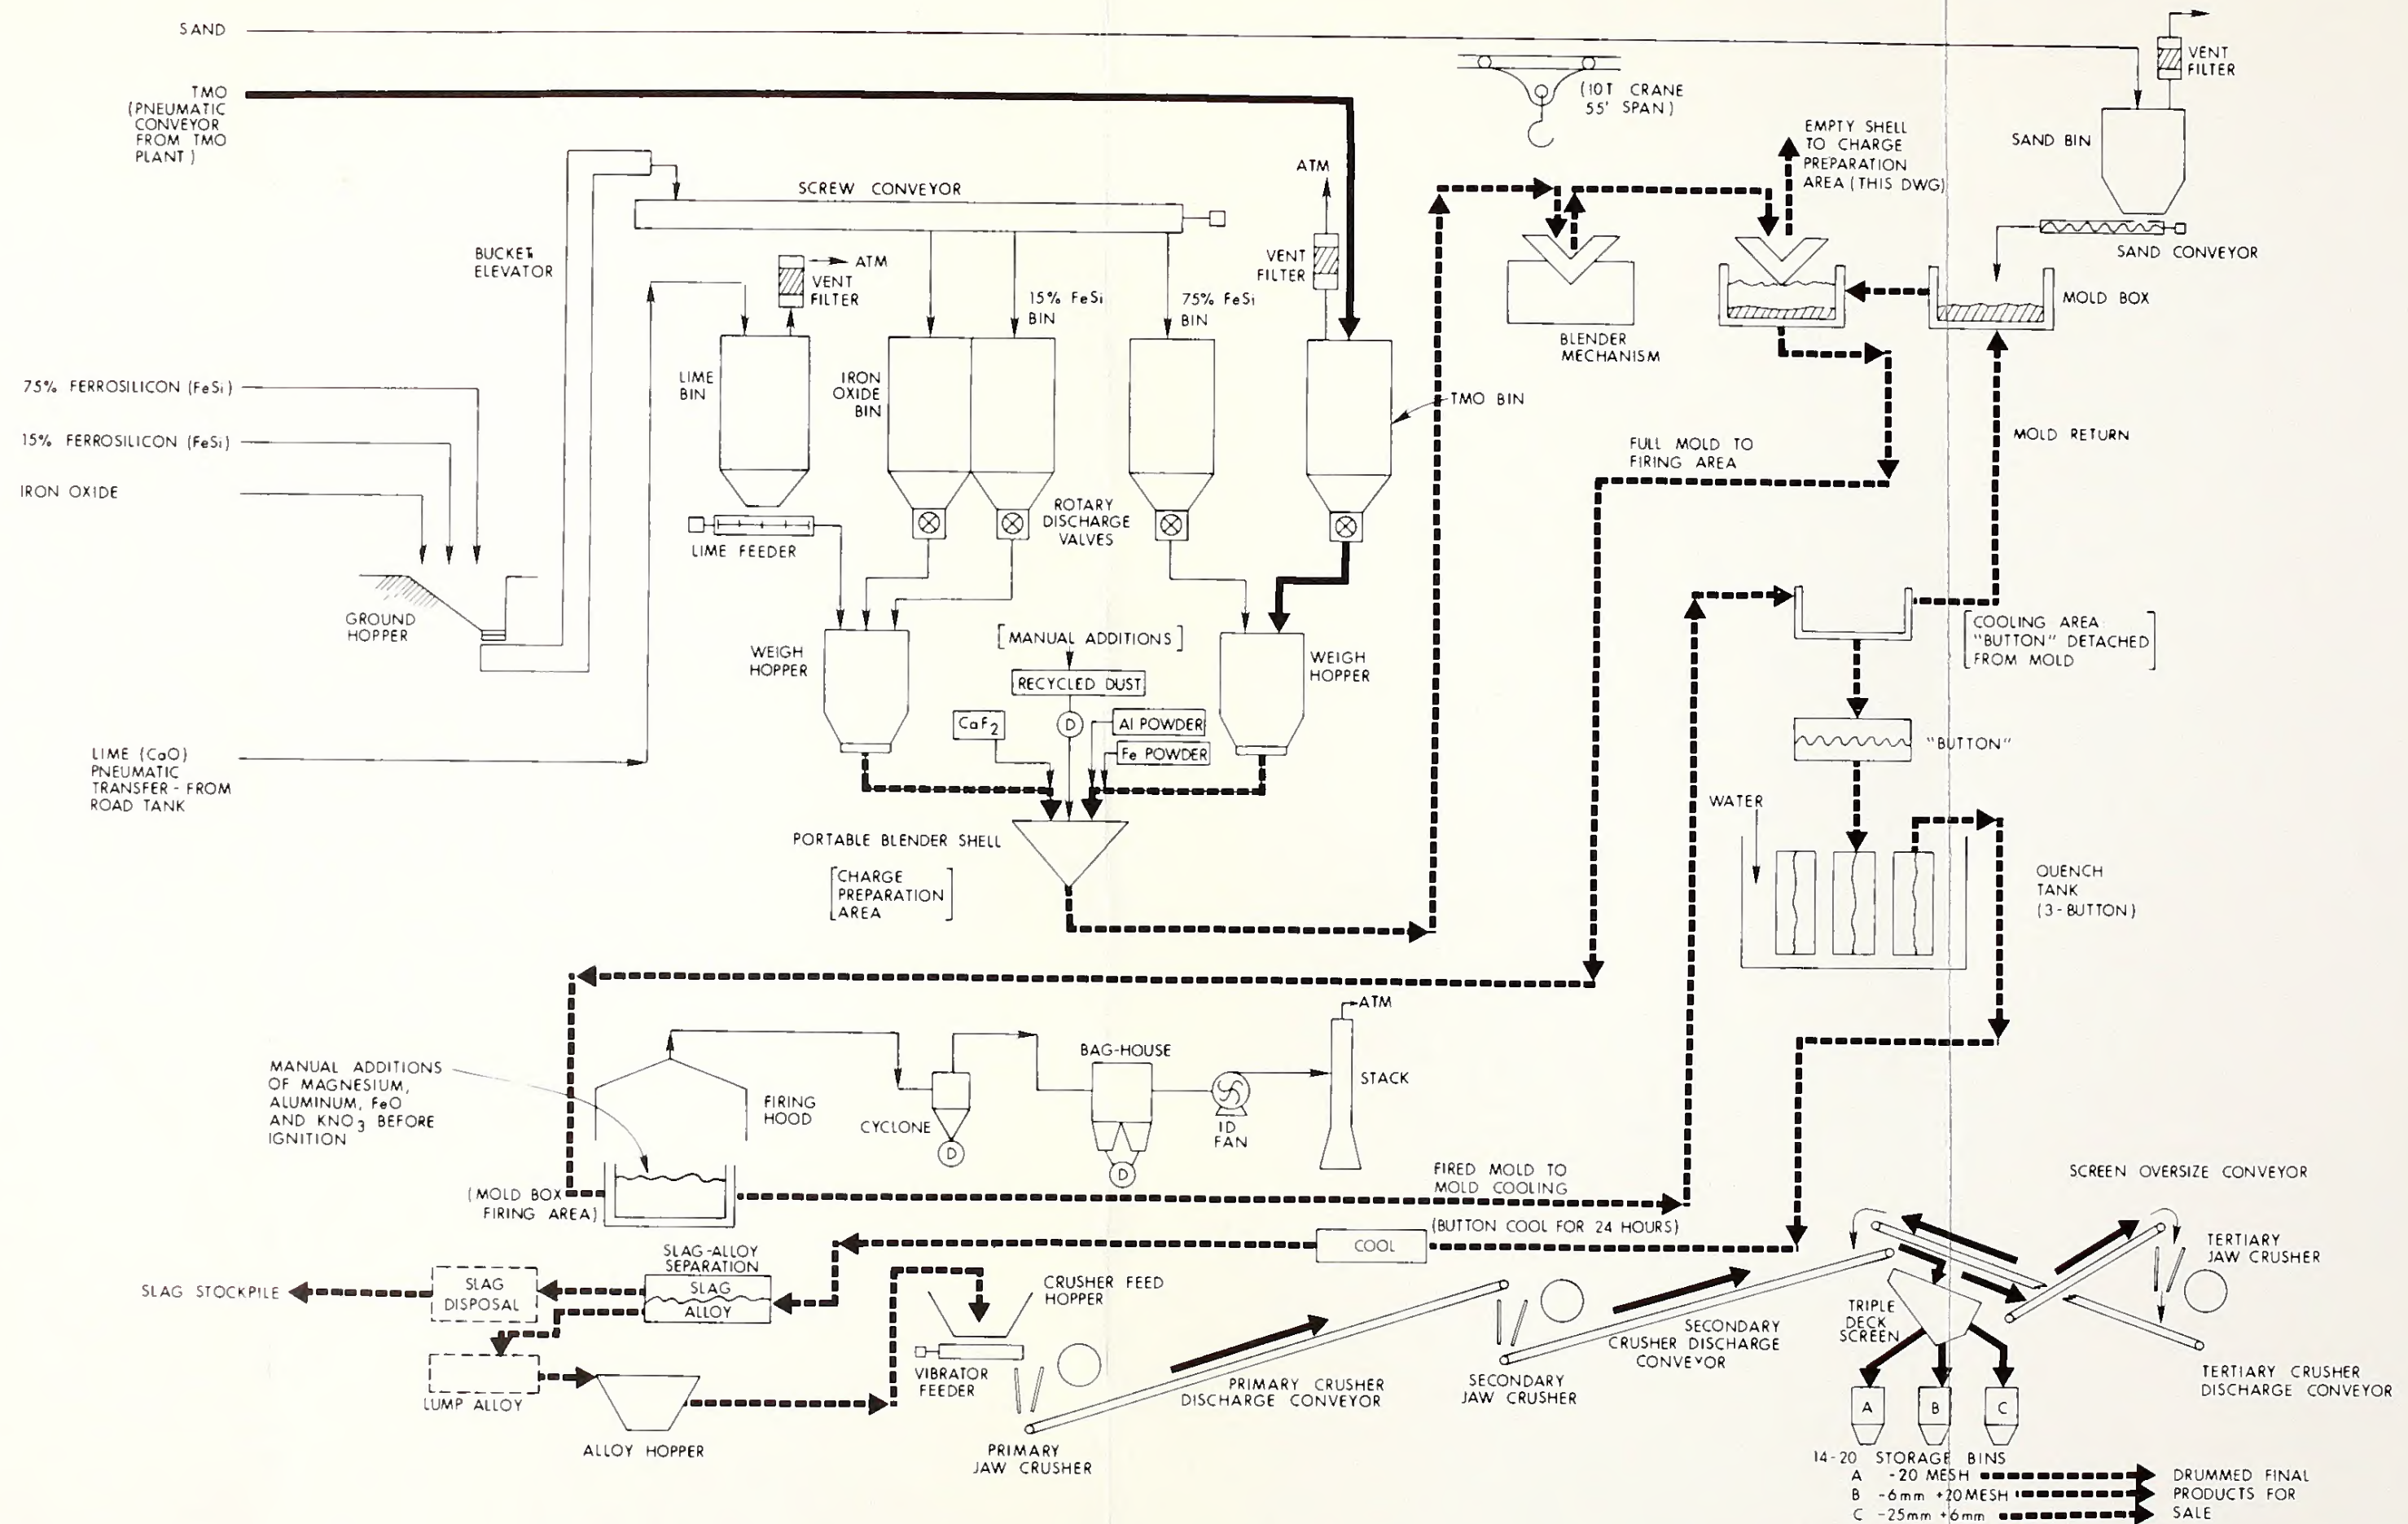 SAND
TMO
(PNEUMATIC
CONVEYOR
FROM TMO
PLANT)
VENT
FILTER
(10T CRANE
55' SPAN)
SAND BIN
EMPTY SHELL
TO CHARGE
PREPARATION
AREA (THIS DWG)
SAND CONVEYOR
ATM
SCREW CONVEYOR
BUCKET
ELEVATOR
ATM
VENT
FILTER
VENT
FILTER
15% FeSi
BIN
75% FeSi
BIN
MOLD BOX
BLENDER
MECHANISM
LIME
BIN
IRON
OXIDE
BIN
TMO BIN
75% FERROSILICON (FeSi)
15% FERROSILICON (FeSi)
IRON OXIDE
FULL MOLD TO
FIRING AREA
MOLD RETURN
ROTARY
DISCHARGE
VALVES
LIME FEEDER
GROUND
HOPPER
WEIGH
HOPPER
[MANUAL ADDITIONS]
RECYCLED DUST
WEIGH
HOPPER
[COOLING AREA:
"BUTTON" DETACHED
FROM MOLD]
CaF2
D
Al POWDER
Fe POWDER
"BUTTON"
LIME (CaO)
PNEUMATIC
TRANSFER - FROM
ROAD TANK
WATER
PORTABLE BLENDER SHELL
[CHARGE
PREPARATION
AREA]
QUENCH
TANK
(3-BUTTON)
ATM
MANUAL ADDITIONS
OF MAGNESIUM,
ALUMINUM, FeO
AND KNO3 BEFORE
IGNITION
FIRING
HOOD
CYCLONE
D
BAG-HOUSE
D
ID
FAN
STACK
(MOLD BOX
FIRING AREA)
FIRED MOLD TO
MOLD COOLING
(BUTTON COOL FOR 24 HOURS)
COOL
SCREEN OVERSIZE CONVEYOR
TERTIARY
JAW CRUSHER
SLAG-ALLOY
SEPARATION
SLAG
ALLOY
SLAG STOCKPILE
SLAG
DISPOSAL
CRUSHER FEED
HOPPER
TRIPLE
DECK
SCREEN
SECONDARY
CRUSHER DISCHARGE
CONVEYOR
VIBRATOR
FEEDER
PRIMARY CRUSHER
DISCHARGE CONVEYOR
SECONDARY
JAW CRUSHER
TERTIARY CRUSHER
DISCHARGE CONVEYOR
LUMP ALLOY
ALLOY HOPPER
PRIMARY
JAW CRUSHER
A
B
C
14-20 STORAGE BINS
A -20 MESH
B -6mm +20MESH
C -25mm +6mm
DRUMMED FINAL
PRODUCTS FOR
SALE